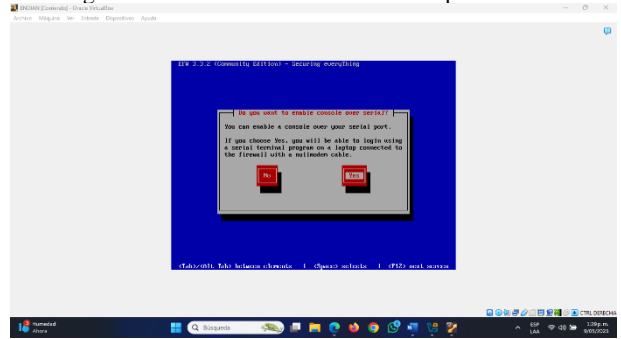 ENDIAN [Corriendo] - Oracle VirtualBox
Archivo Máquina Ver Entrada Dispositivos Ayuda
EFW 3.3.2 (Community Edition) - Securing everything
Do you want to enable console over serial?
You can enable a console over your serial port.
If you choose Yes, you will be able to login using
a serial terminal program on a laptop connected to
the firewall with a nullmodem cable.
No Yes
<Tab>/<Alt Tab> between elements | <Space> selects | <F12> next screen
CTRL DERECHA
Humedad
Ahora
Búsqueda
ESP
LAA
1:29 p.m.
9/05/2023